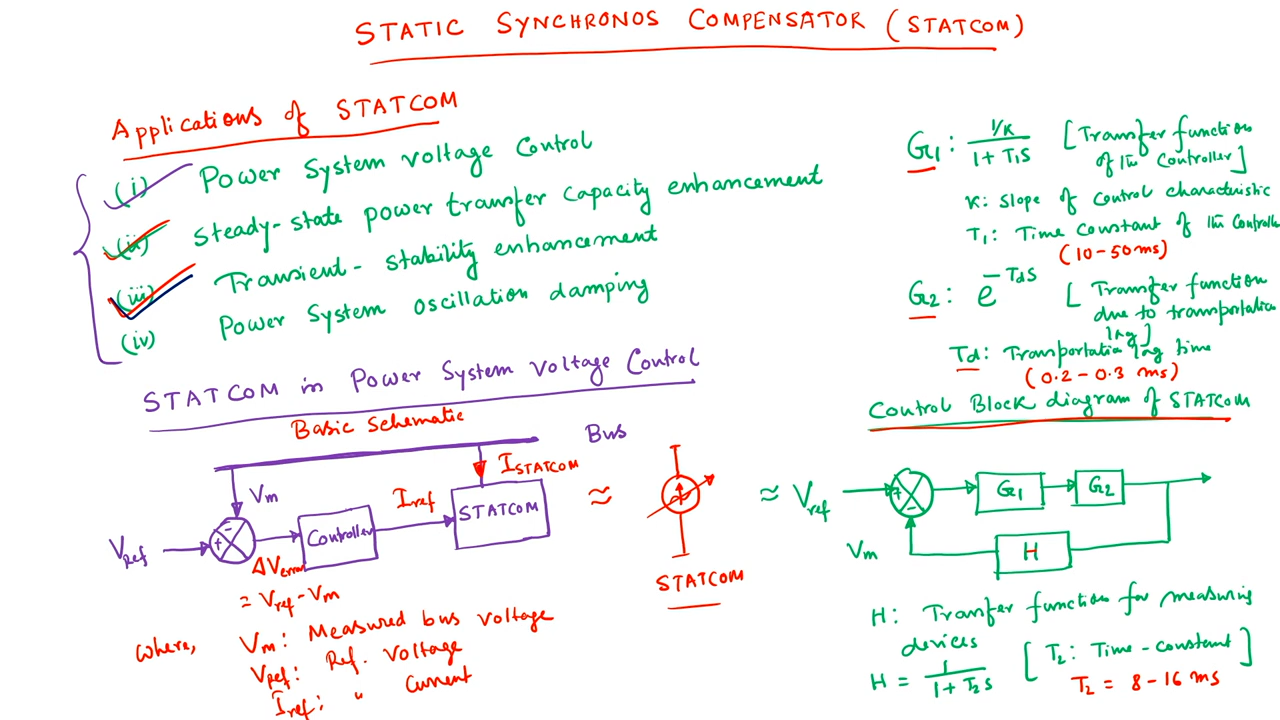 STATIC SYNCHRONOS COMPENSATOR (STATCOM)
Applications of STATCOM
(i) Power System voltage Control
(ii) Steady-state power transfer capacity enhancement
(iii) Transient-stability enhancement
(iv) Power System oscillation damping
STATCOM in Power System Voltage Control
Basic Schematic
Bus
I_STATCOM
Vm
Iref
STATCOM
Controller
Vref
+
-
ΔVerror
= Vref - Vm
where, Vm: Measured bus voltage
Vref: Ref. Voltage
Iref: " Current
≈
STATCOM
≈
G1: 1/K / 1 + T1S [Transfer function
of the Controller]
K: Slope of Control characteristic
T1: Time Constant of the Controlle
(10-50 ms)
G2: e^-TdS [Transfer function
due to transportation
lag]
Td: Transportation lag time
(0.2 - 0.3 ms)
Control Block diagram of STATCOM
Vref
+
-
G1
G2
Vm
H
H: Transfer function for measuring
devices
H = 1 / 1 + T2S [T2: Time-constant]
T2 = 8-16 ms